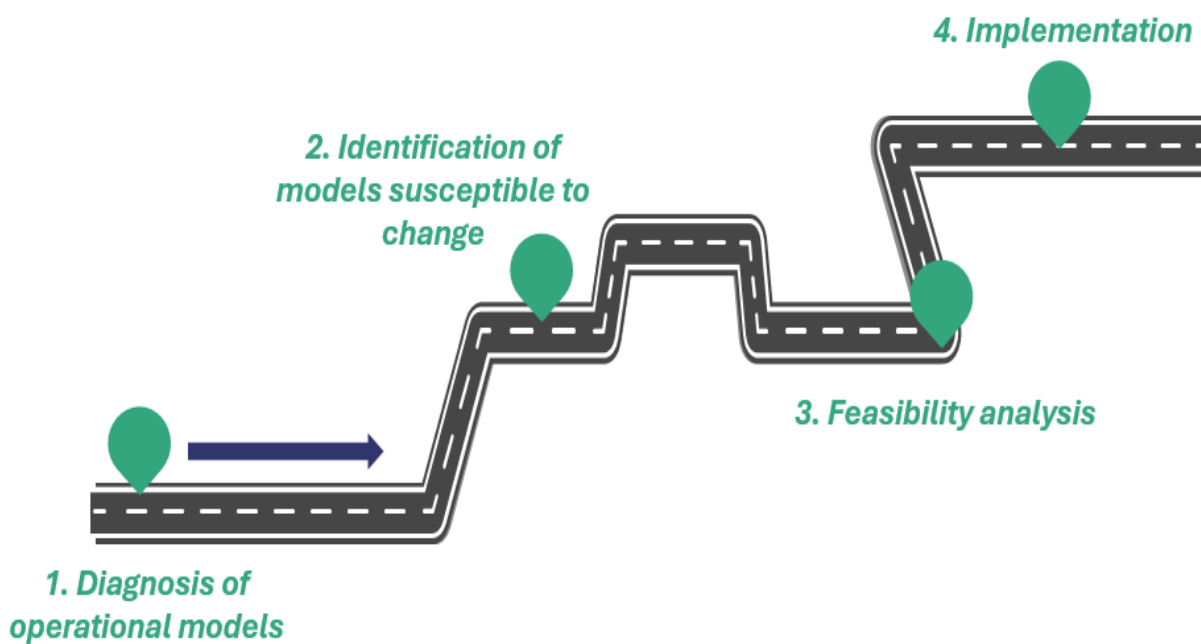 1. Diagnosis of
operational models
2. Identification of
models susceptible to
change
3. Feasibility analysis
4. Implementation